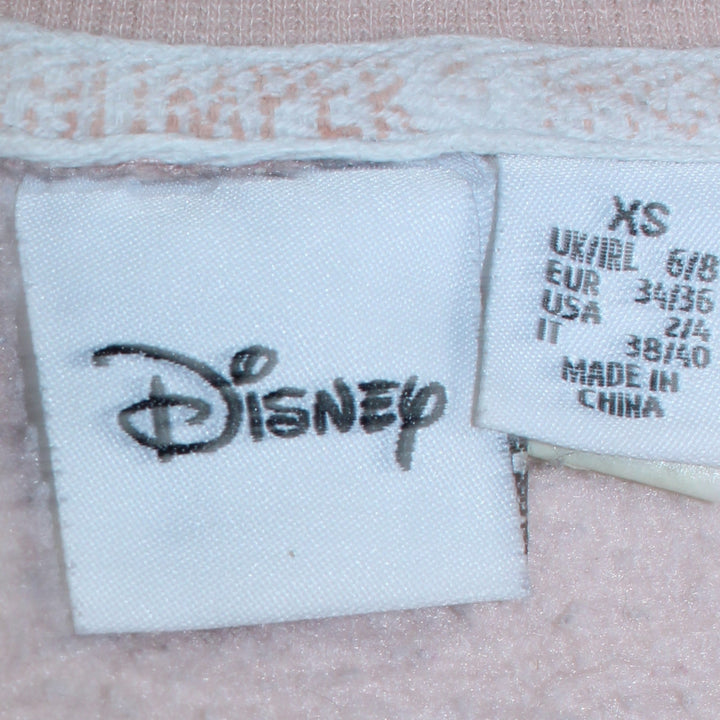 Disney
XS
UK/IRL 6/8
EUR 34/36
USA 2/4
IT 38/40
MADE IN
CHINA